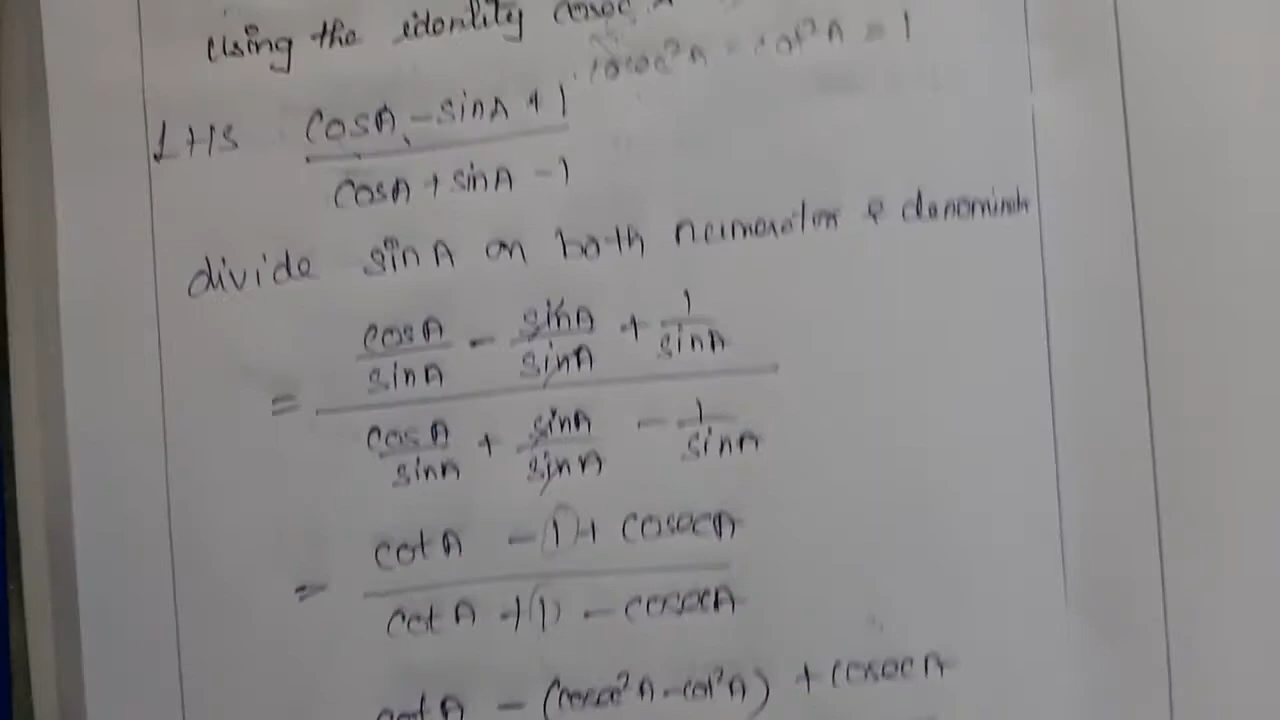 Using the identity cosec
cosec²A - cot²A = 1
LHS cosA - sinA + 1
cosA + sinA - 1
divide sinA on both numerator & denominat
cosA/sinA - sinA/sinA + 1/sinA
= cosA/sinA + sinA/sinA - 1/sinA
cotA - 1 + cosecA
= cotA + 1 - cosecA
cotA - (cosec²A - cot²A) + cosecA